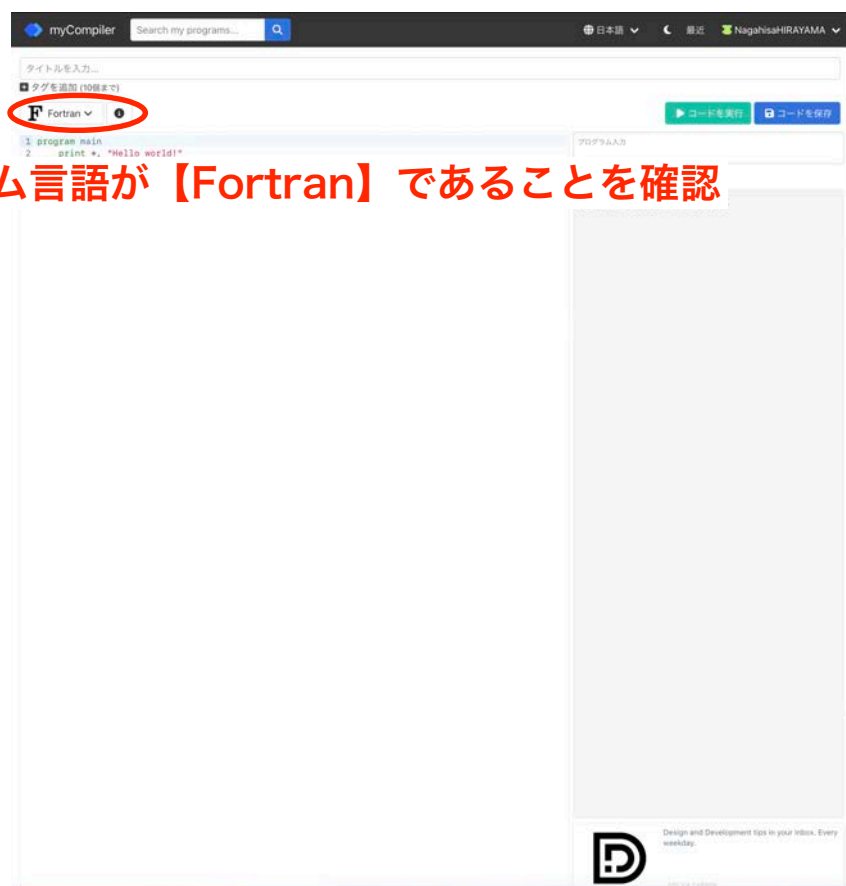 myCompiler Search my programs... 日本語 最近 NagahisaHIRAYAMA
タイトルを入力...
タグを追加 (10個まで)
F Fortran
コードを実行 コードを保存
1 program main
2 print *, "Hello world!"
プログラム入力
ム言語が【Fortran】であることを確認
Design and Development tips in your inbox. Every
weekday.